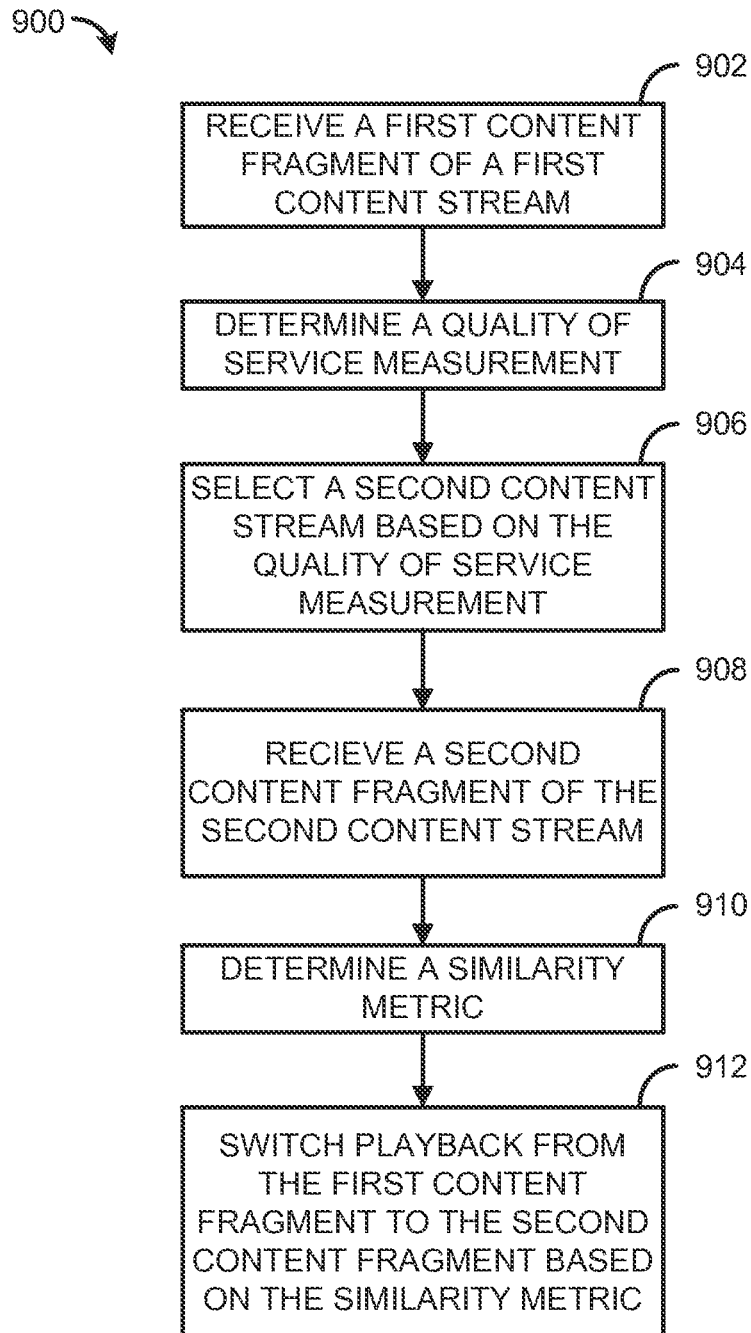 900
902
RECEIVE A FIRST CONTENT
FRAGMENT OF A FIRST
CONTENT STREAM
904
DETERMINE A QUALITY OF
SERVICE MEASUREMENT
906
SELECT A SECOND CONTENT
STREAM BASED ON THE
QUALITY OF SERVICE
MEASUREMENT
908
RECIEVE A SECOND
CONTENT FRAGMENT OF THE
SECOND CONTENT STREAM
910
DETERMINE A SIMILARITY
METRIC
912
SWITCH PLAYBACK FROM
THE FIRST CONTENT
FRAGMENT TO THE SECOND
CONTENT FRAGMENT BASED
ON THE SIMILARITY METRIC